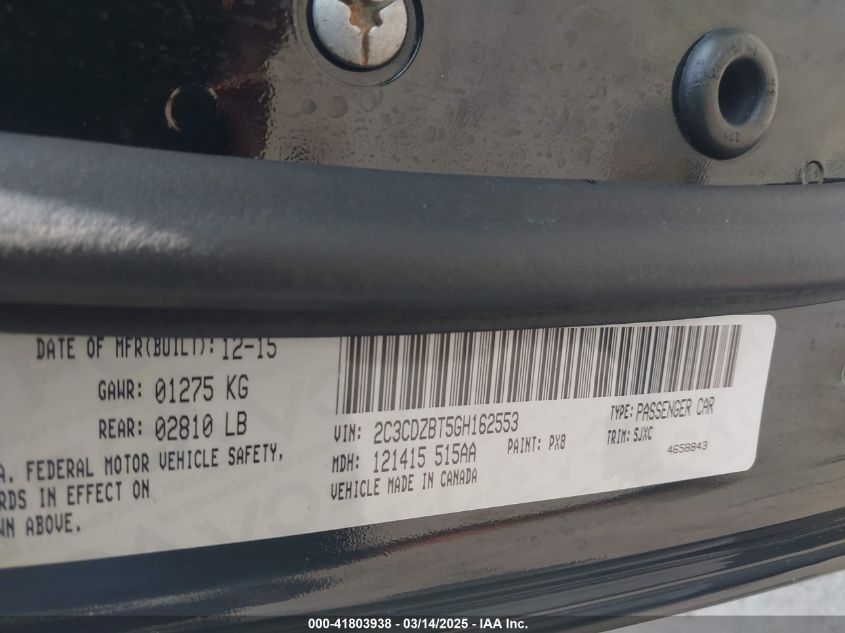 DATE OF MFR(BUILT): 12-15
GAWR: 01275 KG
REAR: 02810 LB
A. FEDERAL MOTOR VEHICLE SAFETY,
RDS IN EFFECT ON
WN ABOVE.
VIN: 2C3CDZBT5GH162553
TYPE: PASSENGER CAR
MDH: 121415 515AA
PAINT: PX8
TRIM: SJXC
VEHICLE MADE IN CANADA
4658843
000-41803938 - 03/14/2025 - 0000172528